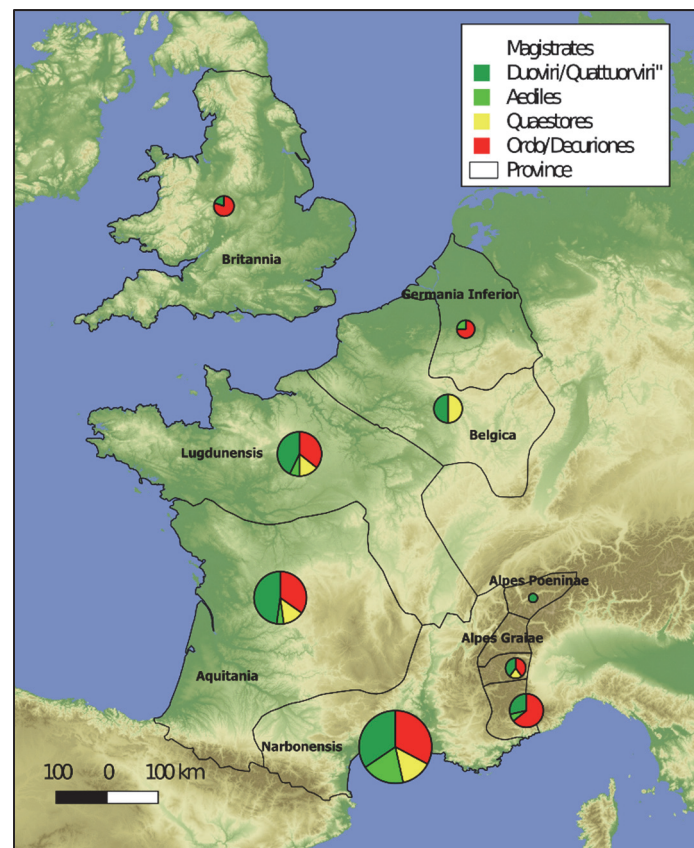 Magistrates
Duoviri/Quattuorviri"
Aediles
Quaestores
Ordo/Decuriones
Province
Britannia
Germania Inferior
Belgica
Lugdunensis
Alpes Poeninae
Alpes Graiae
Aquitania
Narbonensis
100 0 100 km